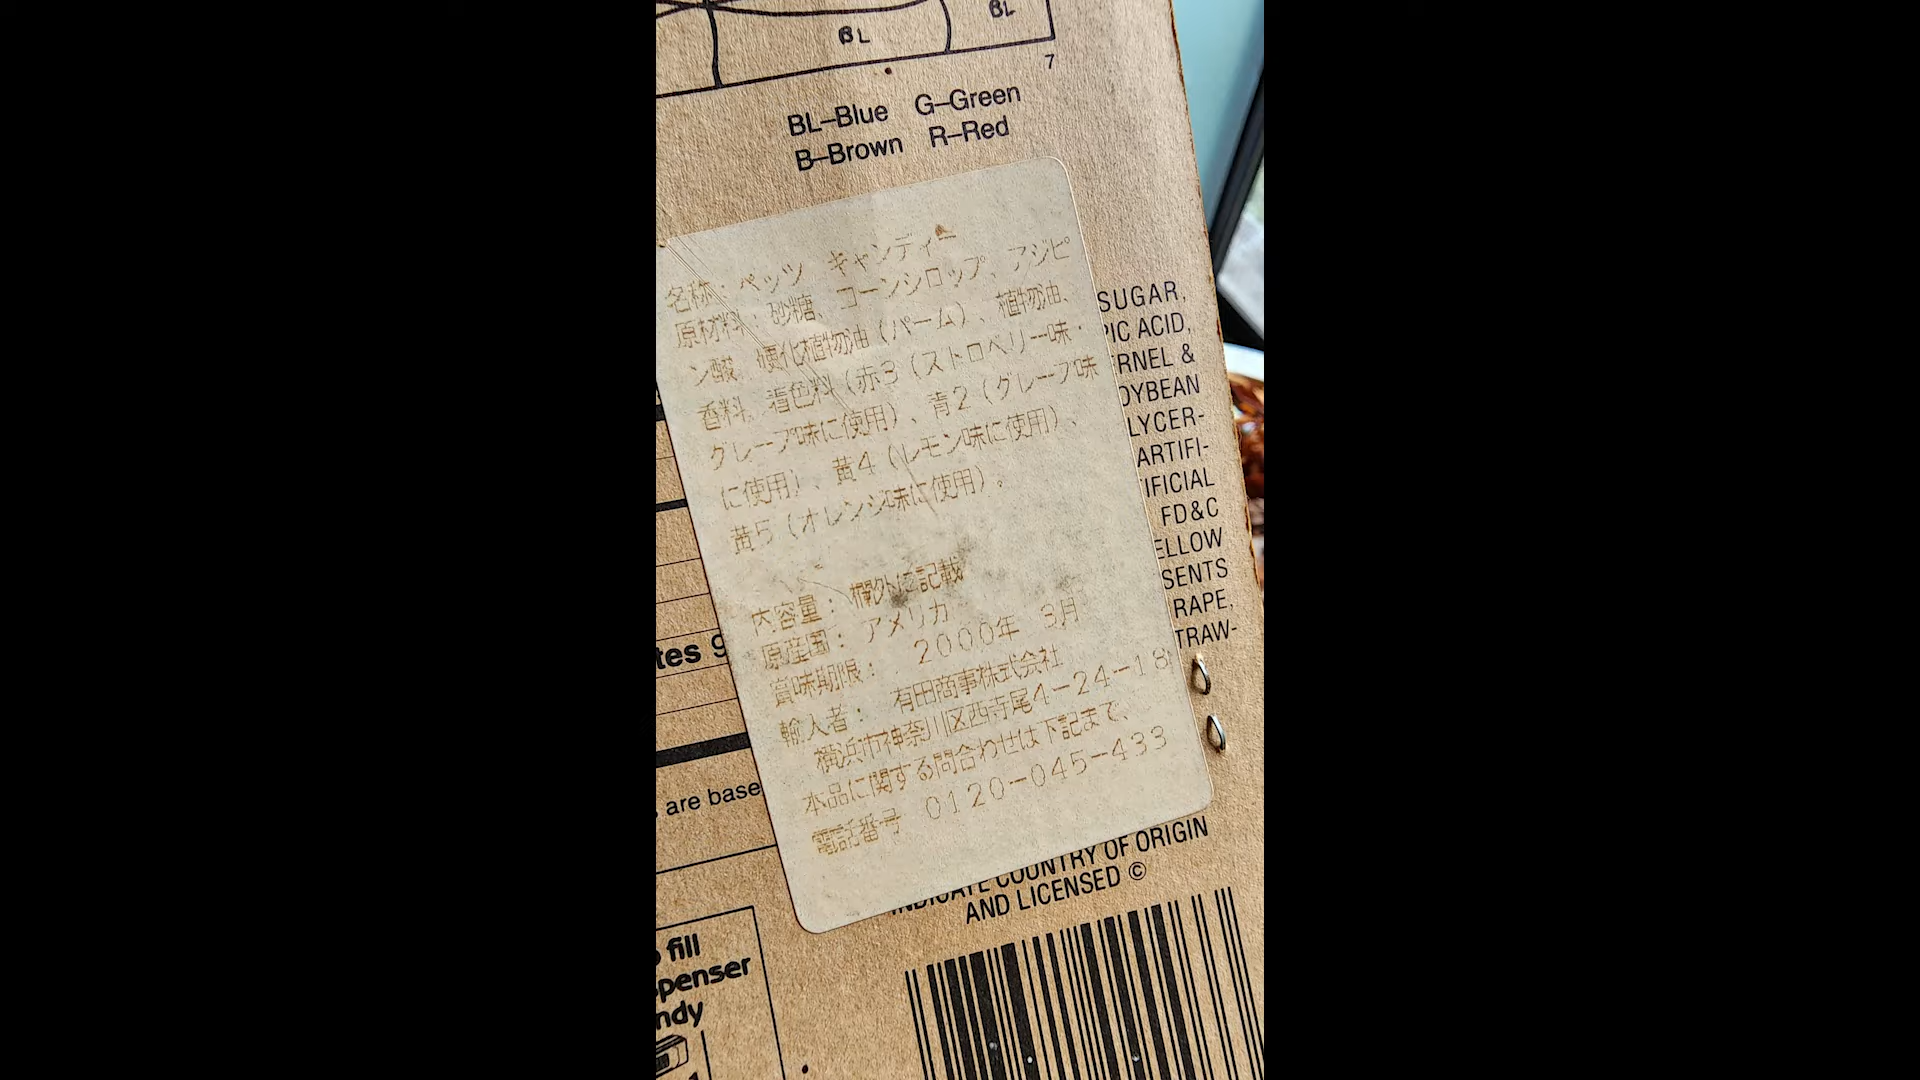 BL
BL
7
BL–Blue G–Green
B–Brown R–Red
名称：ペッツ キャンディー
原材料：砂糖、コーンシロップ、アジピ
ン酸、硬化植物油（パーム）、植物油、
香料、着色料（赤3（ストロベリー味・
グレープ味に使用）、青2（グレープ味
に使用）、黄4（レモン味に使用）、
黄5（オレンジ味に使用）。
内容量：欄外に記載
原産国：アメリカ
賞味期限：2000年 3月
輸入者：有田商事株式会社
横浜市神奈川区西寺尾4-24-18
本品に関する問合わせは下記まで、
電話番号 0120-045-433
SUGAR,
PIC ACID,
RNEL &
OYBEAN
LYCER-
ARTIFI-
IFICIAL
FD&C
ELLOW
SENTS
RAPE,
TRAW-
tes 9
are base
INDICATE COUNTRY OF ORIGIN
AND LICENSED ©
fill
penser
ndy